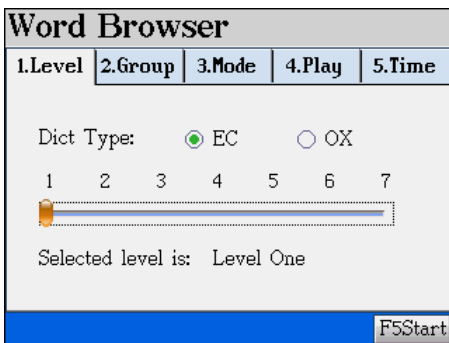 Word Browser
1.Level 2.Group 3.Mode 4.Play 5.Time
Dict Type: EC OX
1 2 3 4 5 6 7
Selected level is: Level One
F5Start